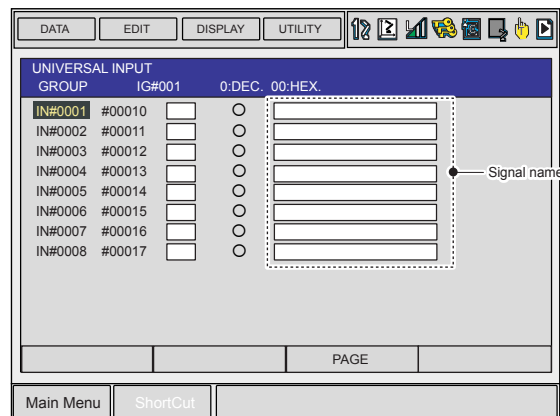 DATA EDIT DISPLAY UTILITY
UNIVERSAL INPUT
GROUP IG#001 0:DEC. 00:HEX.
IN#0001 #00010
IN#0002 #00011
IN#0003 #00012
IN#0004 #00013
IN#0005 #00014
IN#0006 #00015
IN#0007 #00016
IN#0008 #00017
Signal name
PAGE
Main Menu ShortCut